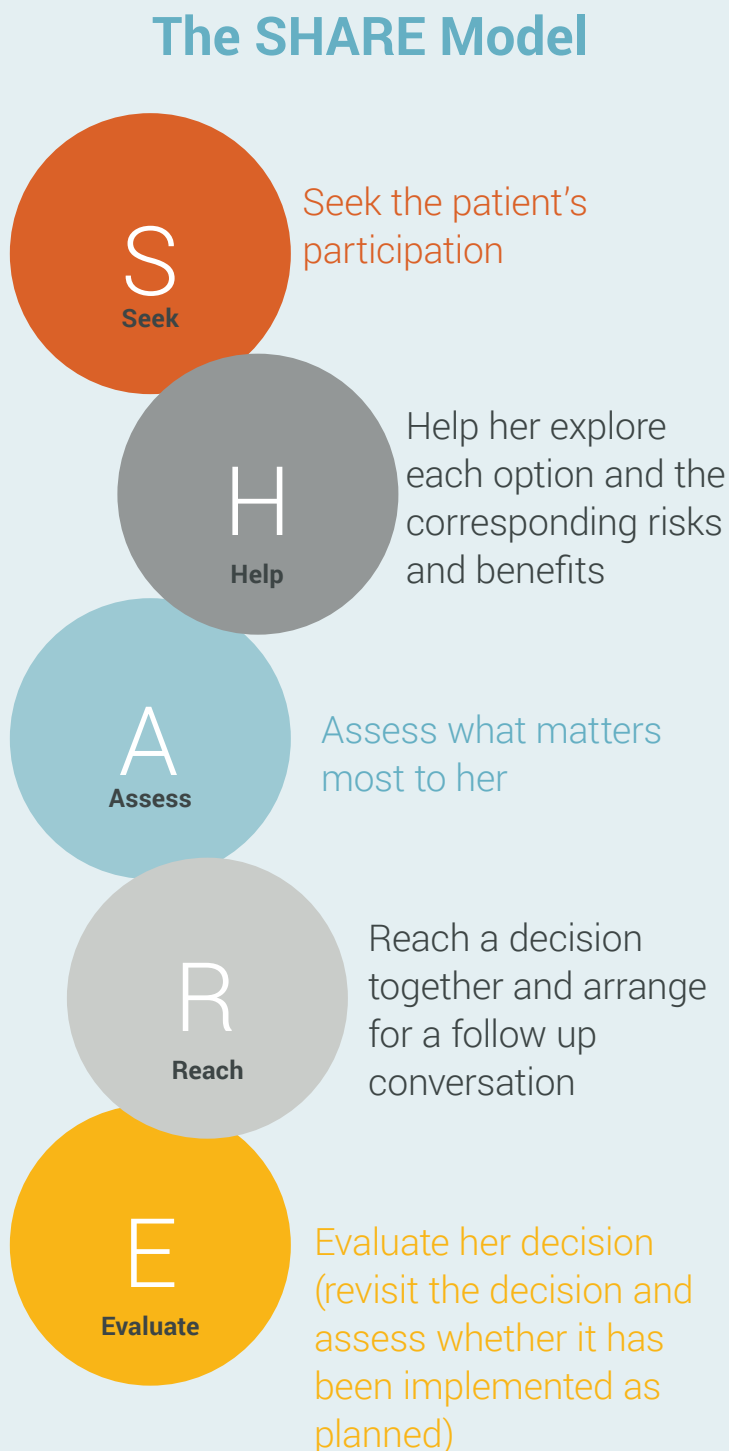 The SHARE Model
S
Seek
Seek the patient’s
participation
H
Help
Help her explore
each option and the
corresponding risks
and benefits
A
Assess
Assess what matters
most to her
R
Reach
Reach a decision
together and arrange
for a follow up
conversation
E
Evaluate
Evaluate her decision
(revisit the decision and
assess whether it has
been implemented as
planned)